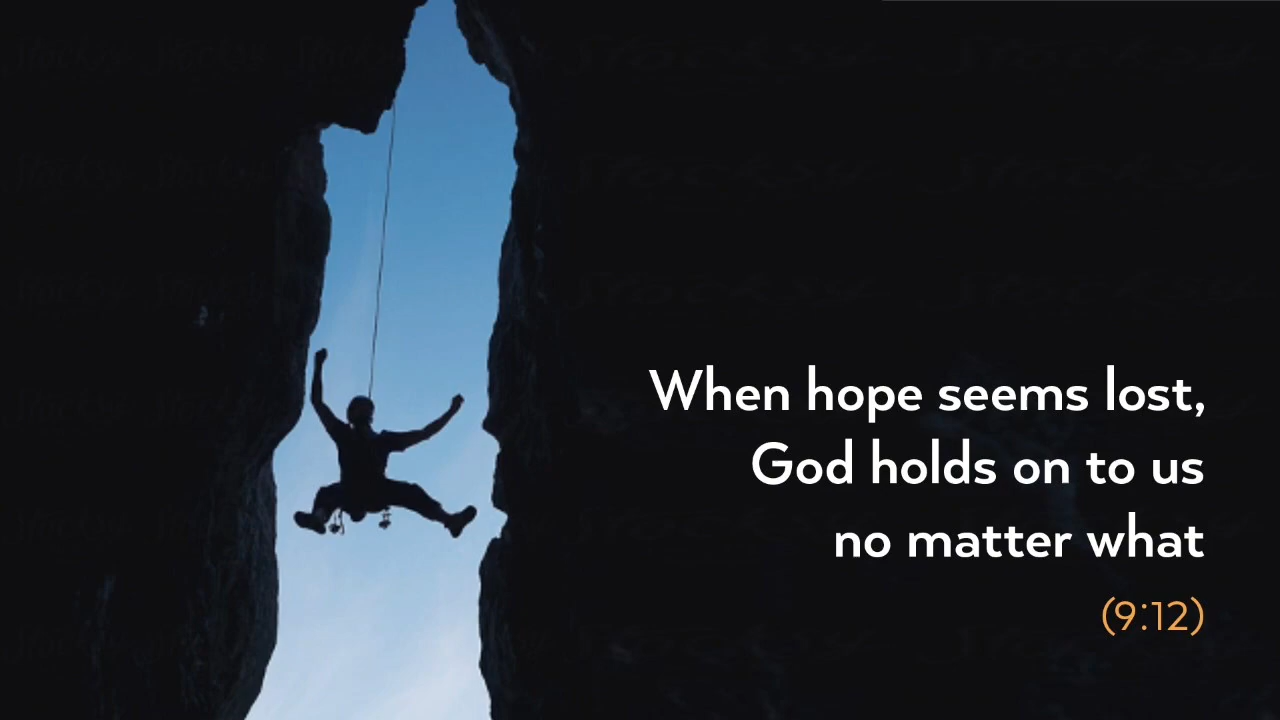 When hope seems lost,
God holds on to us
no matter what
(9:12)